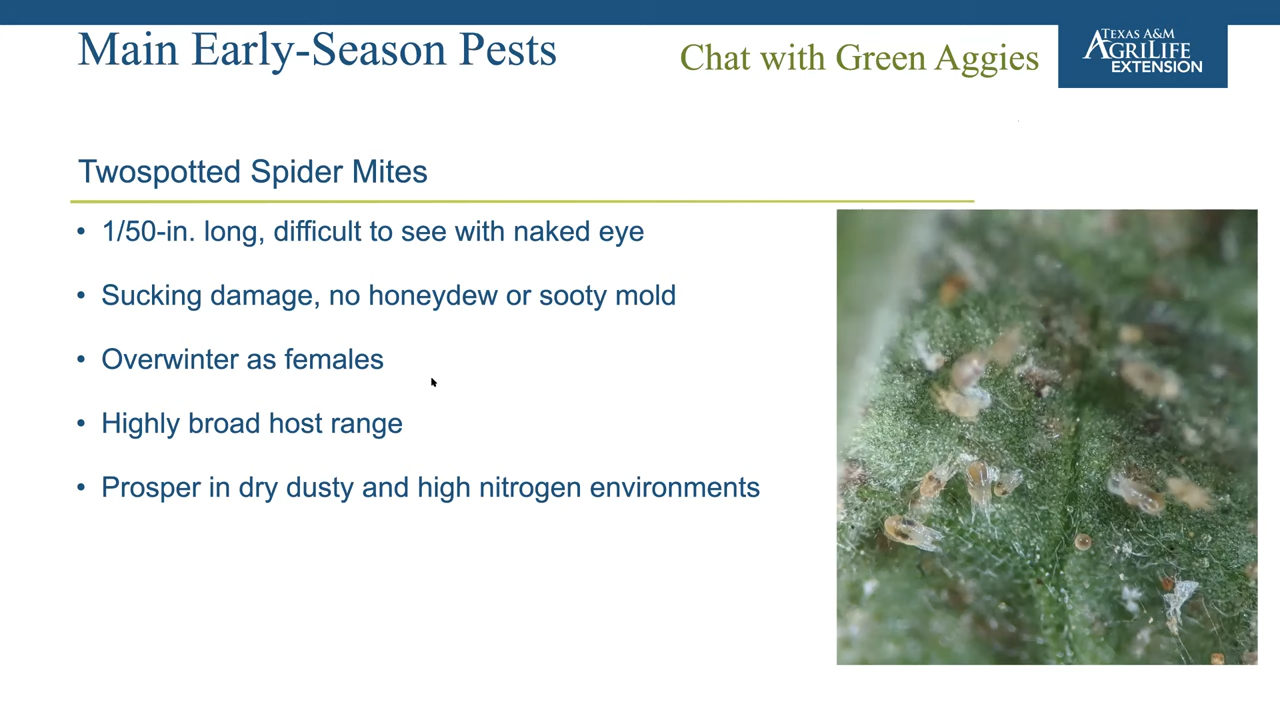 Main Early-Season Pests
Chat with Green Aggies
TEXAS A&M
AGRILIFE
EXTENSION
Twospotted Spider Mites
• 1/50-in. long, difficult to see with naked eye
• Sucking damage, no honeydew or sooty mold
• Overwinter as females
• Highly broad host range
• Prosper in dry dusty and high nitrogen environments